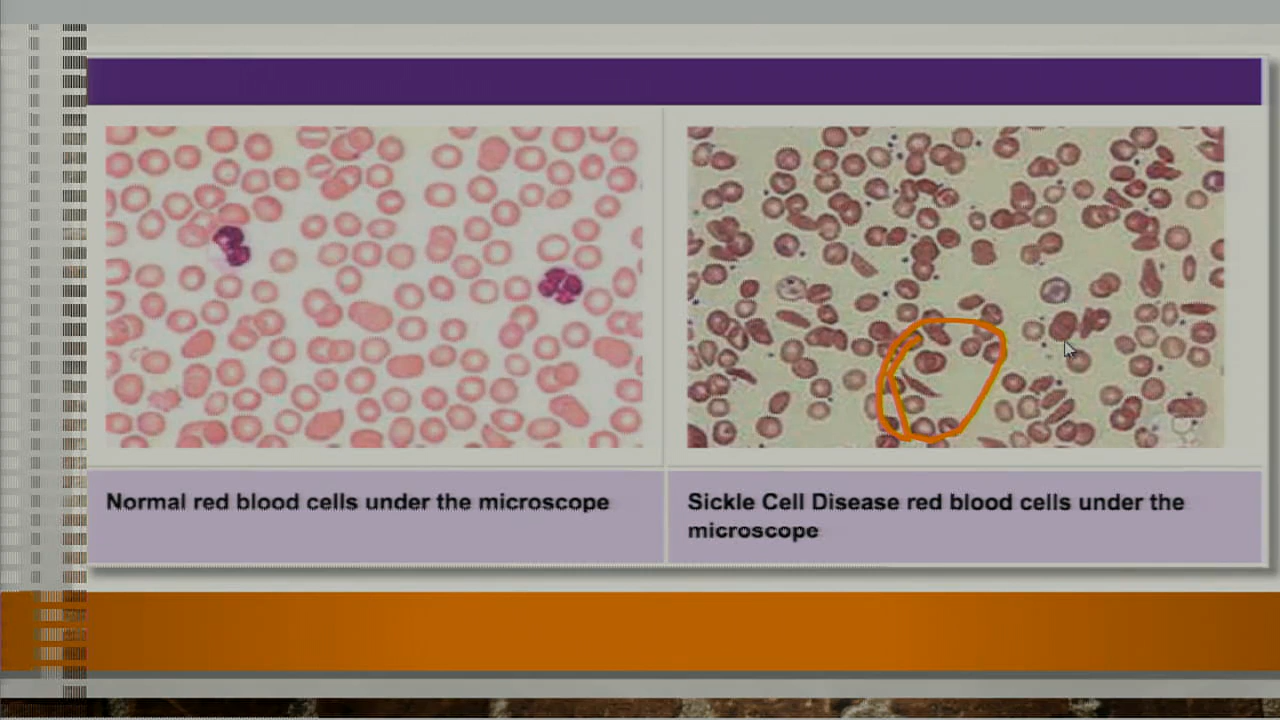 Normal red blood cells under the microscope
Sickle Cell Disease red blood cells under the
microscope